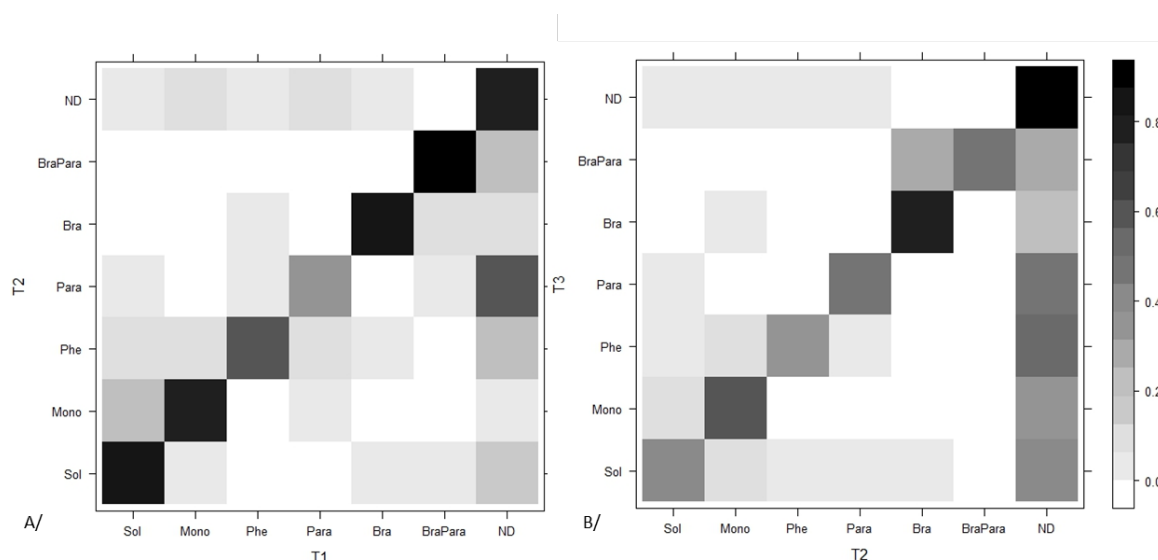 ND
BraPara
Bra
Para
Phe
Mono
Sol
T2
A/
Sol Mono Phe Para Bra BraPara ND
T1
ND
BraPara
Bra
Para
Phe
Mono
Sol
T3
B/
Sol Mono Phe Para Bra BraPara ND
T2
0.8
0.6
0.4
0.2
0.0